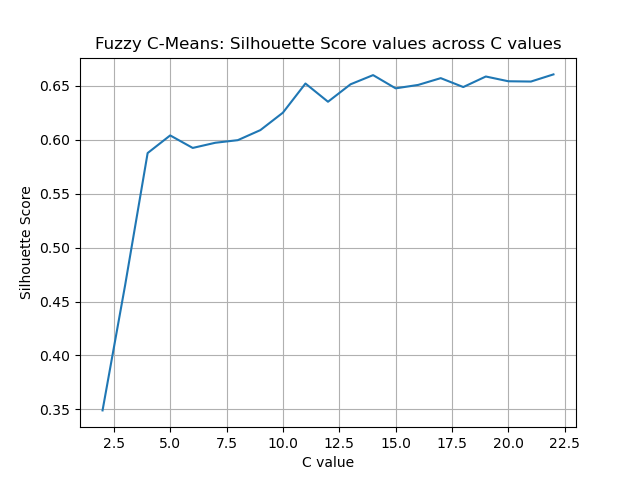 Fuzzy C-Means: Silhouette Score values across C values
0.65
0.60
0.55
0.50
0.45
0.40
0.35
Silhouette Score
2.5 5.0 7.5 10.0 12.5 15.0 17.5 20.0 22.5
C value